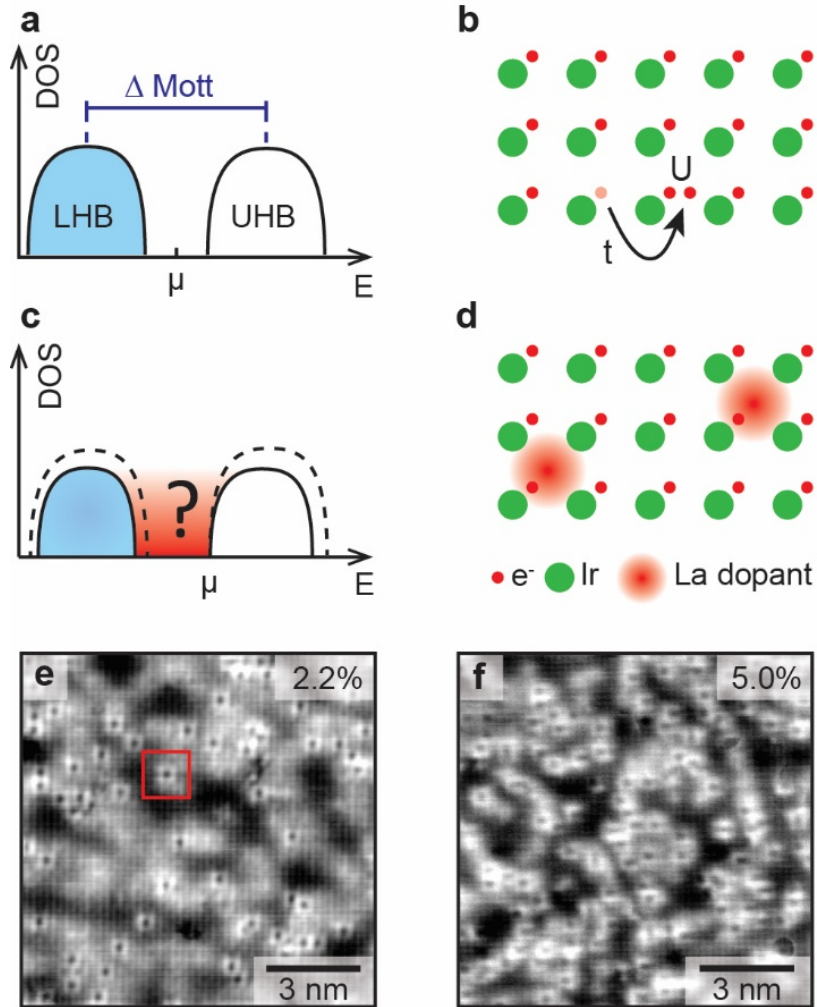 a
DOS
Δ Mott
LHB
UHB
μ
E
b
U
t
c
DOS
?
μ
E
d
e⁻ Ir La dopant
e
2.2%
3 nm
f
5.0%
3 nm